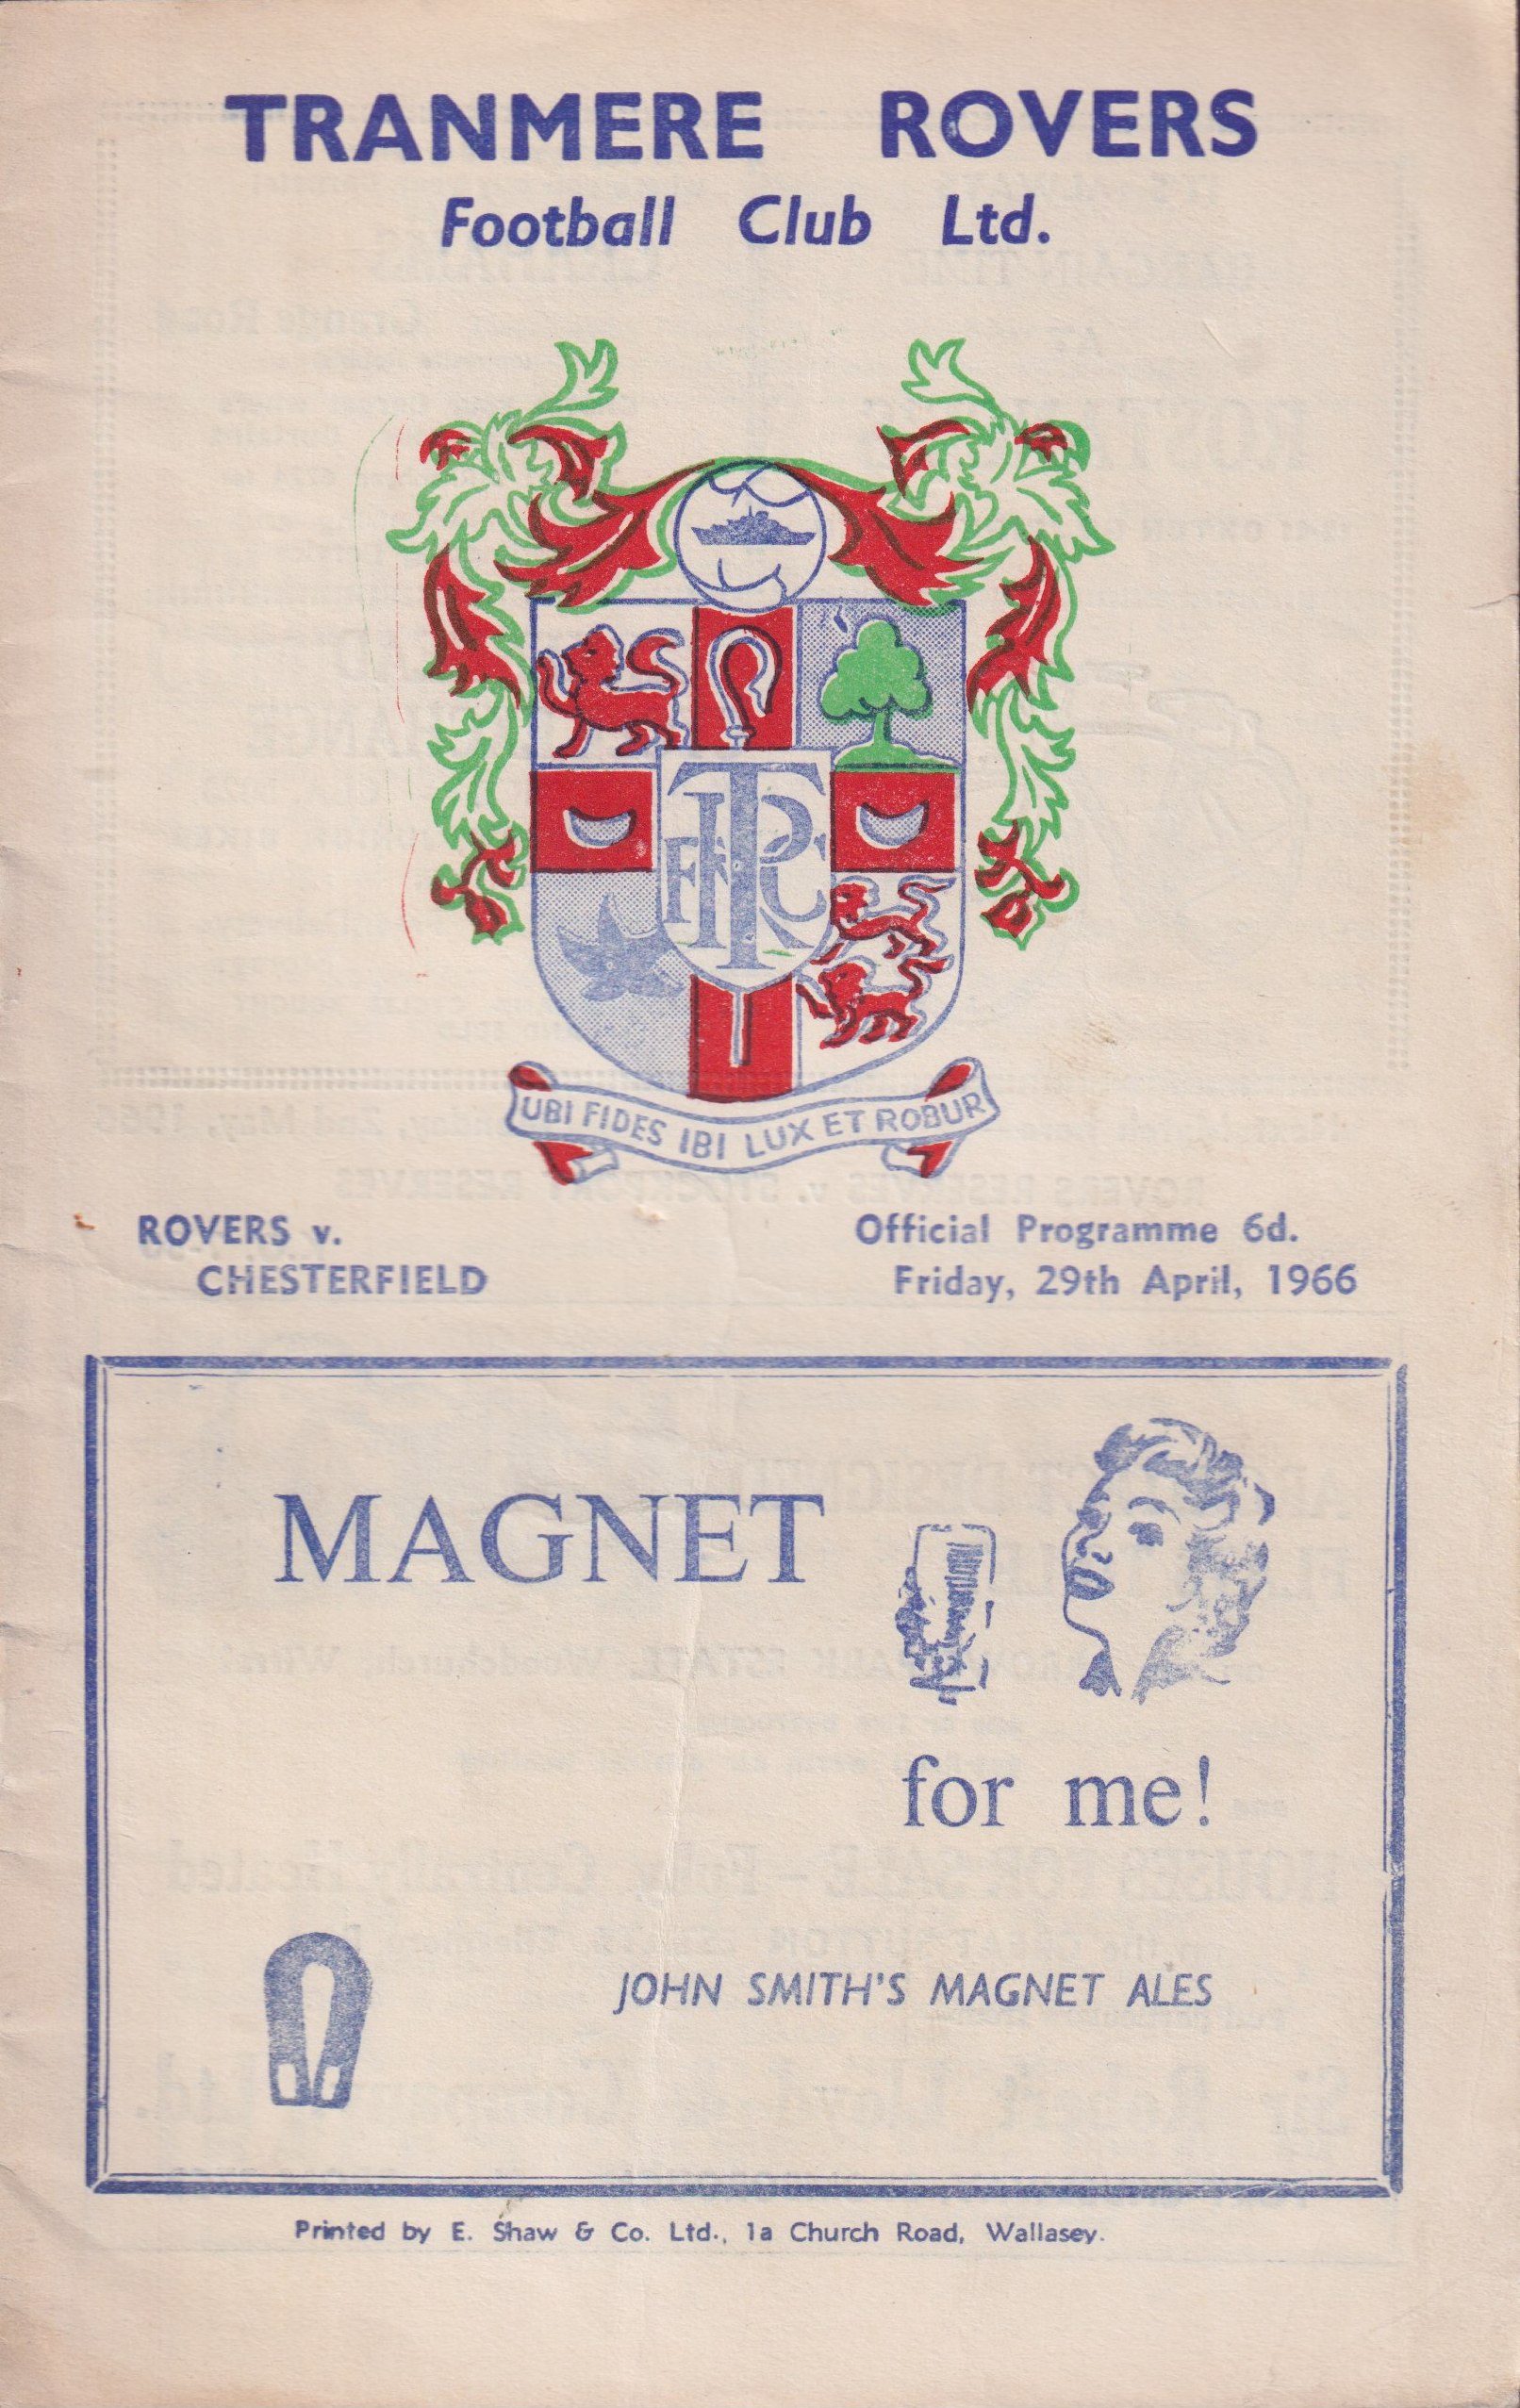 TRANMERE ROVERS
Football Club Ltd.
TRFC
UBI FIDES IBI LUX ET ROBUR
ROVERS v.
CHESTERFIELD
Official Programme 6d.
Friday, 29th April, 1966
MAGNET
for me!
JOHN SMITH'S MAGNET ALES
Printed by E. Shaw & Co. Ltd., 1a Church Road, Wallasey.